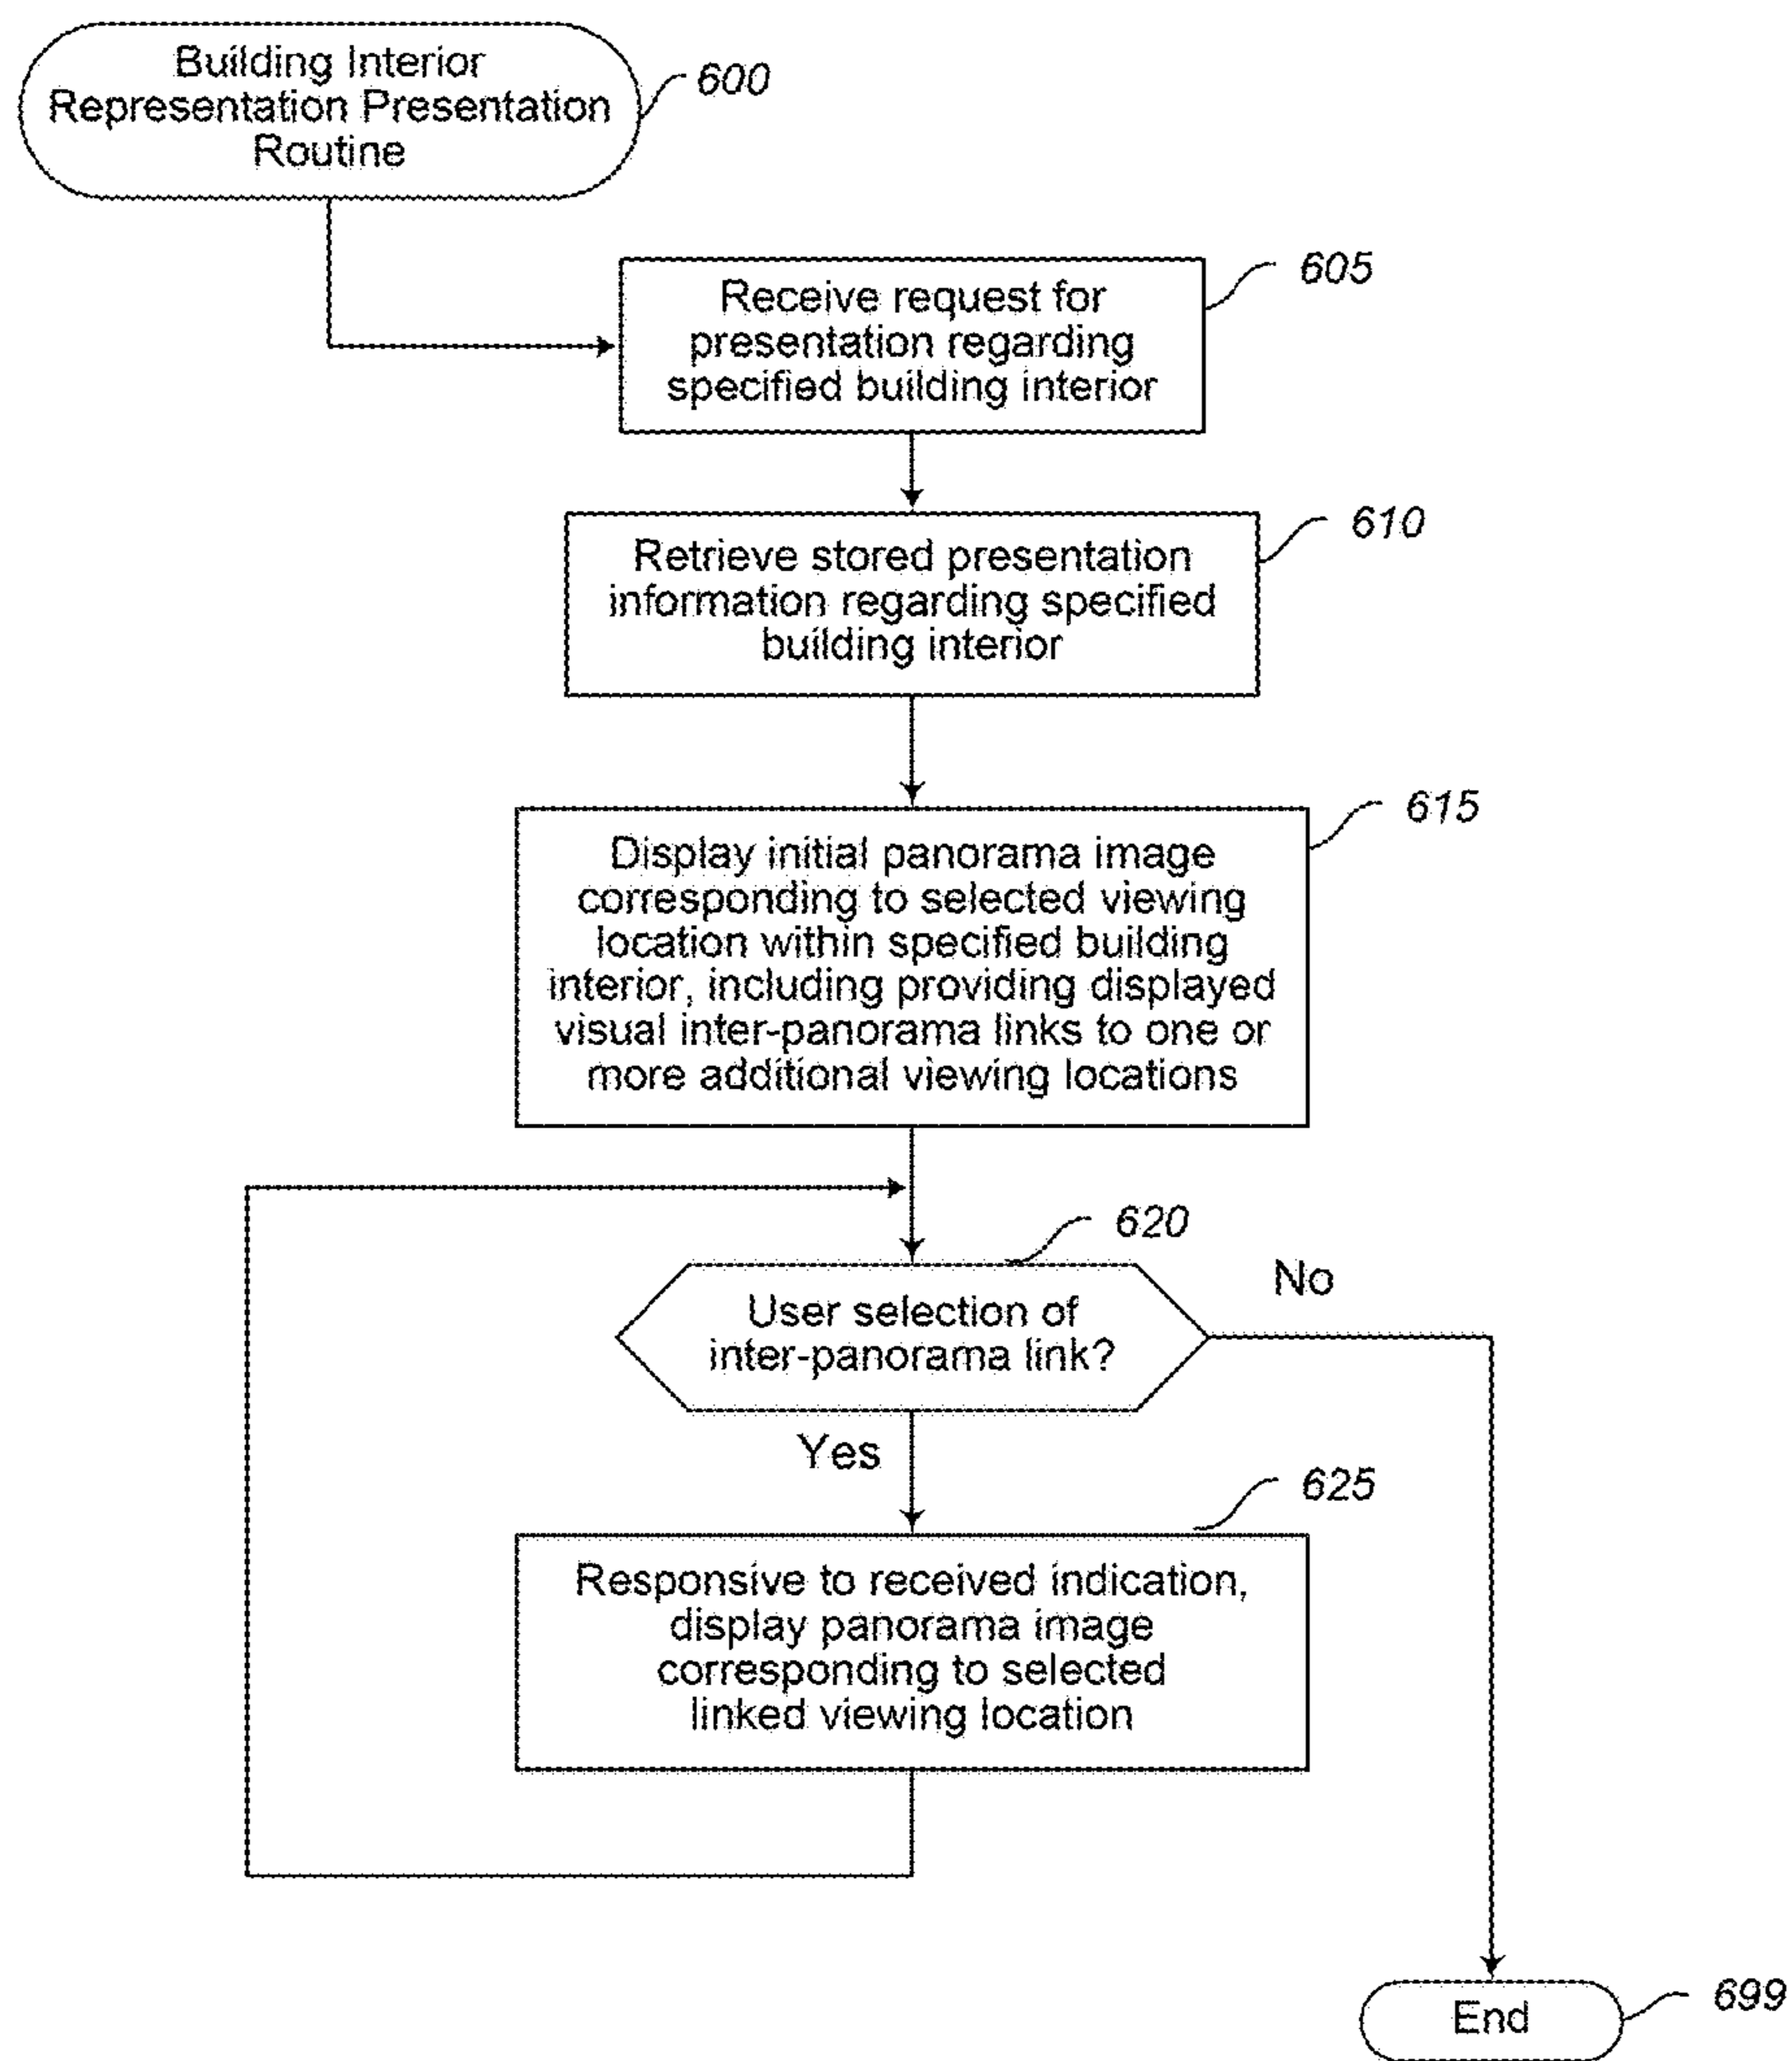 Building Interior
Representation Presentation
Routine
600
605
Receive request for
presentation regarding
specified building interior
610
Retrieve stored presentation
information regarding specified
building interior
615
Display initial panorama image
corresponding to selected viewing
location within specified building
interior, including providing displayed
visual inter-panorama links to one or
more additional viewing locations
620
No
User selection of
inter-panorama link?
Yes
625
Responsive to received indication,
display panorama image
corresponding to selected
linked viewing location
699
End